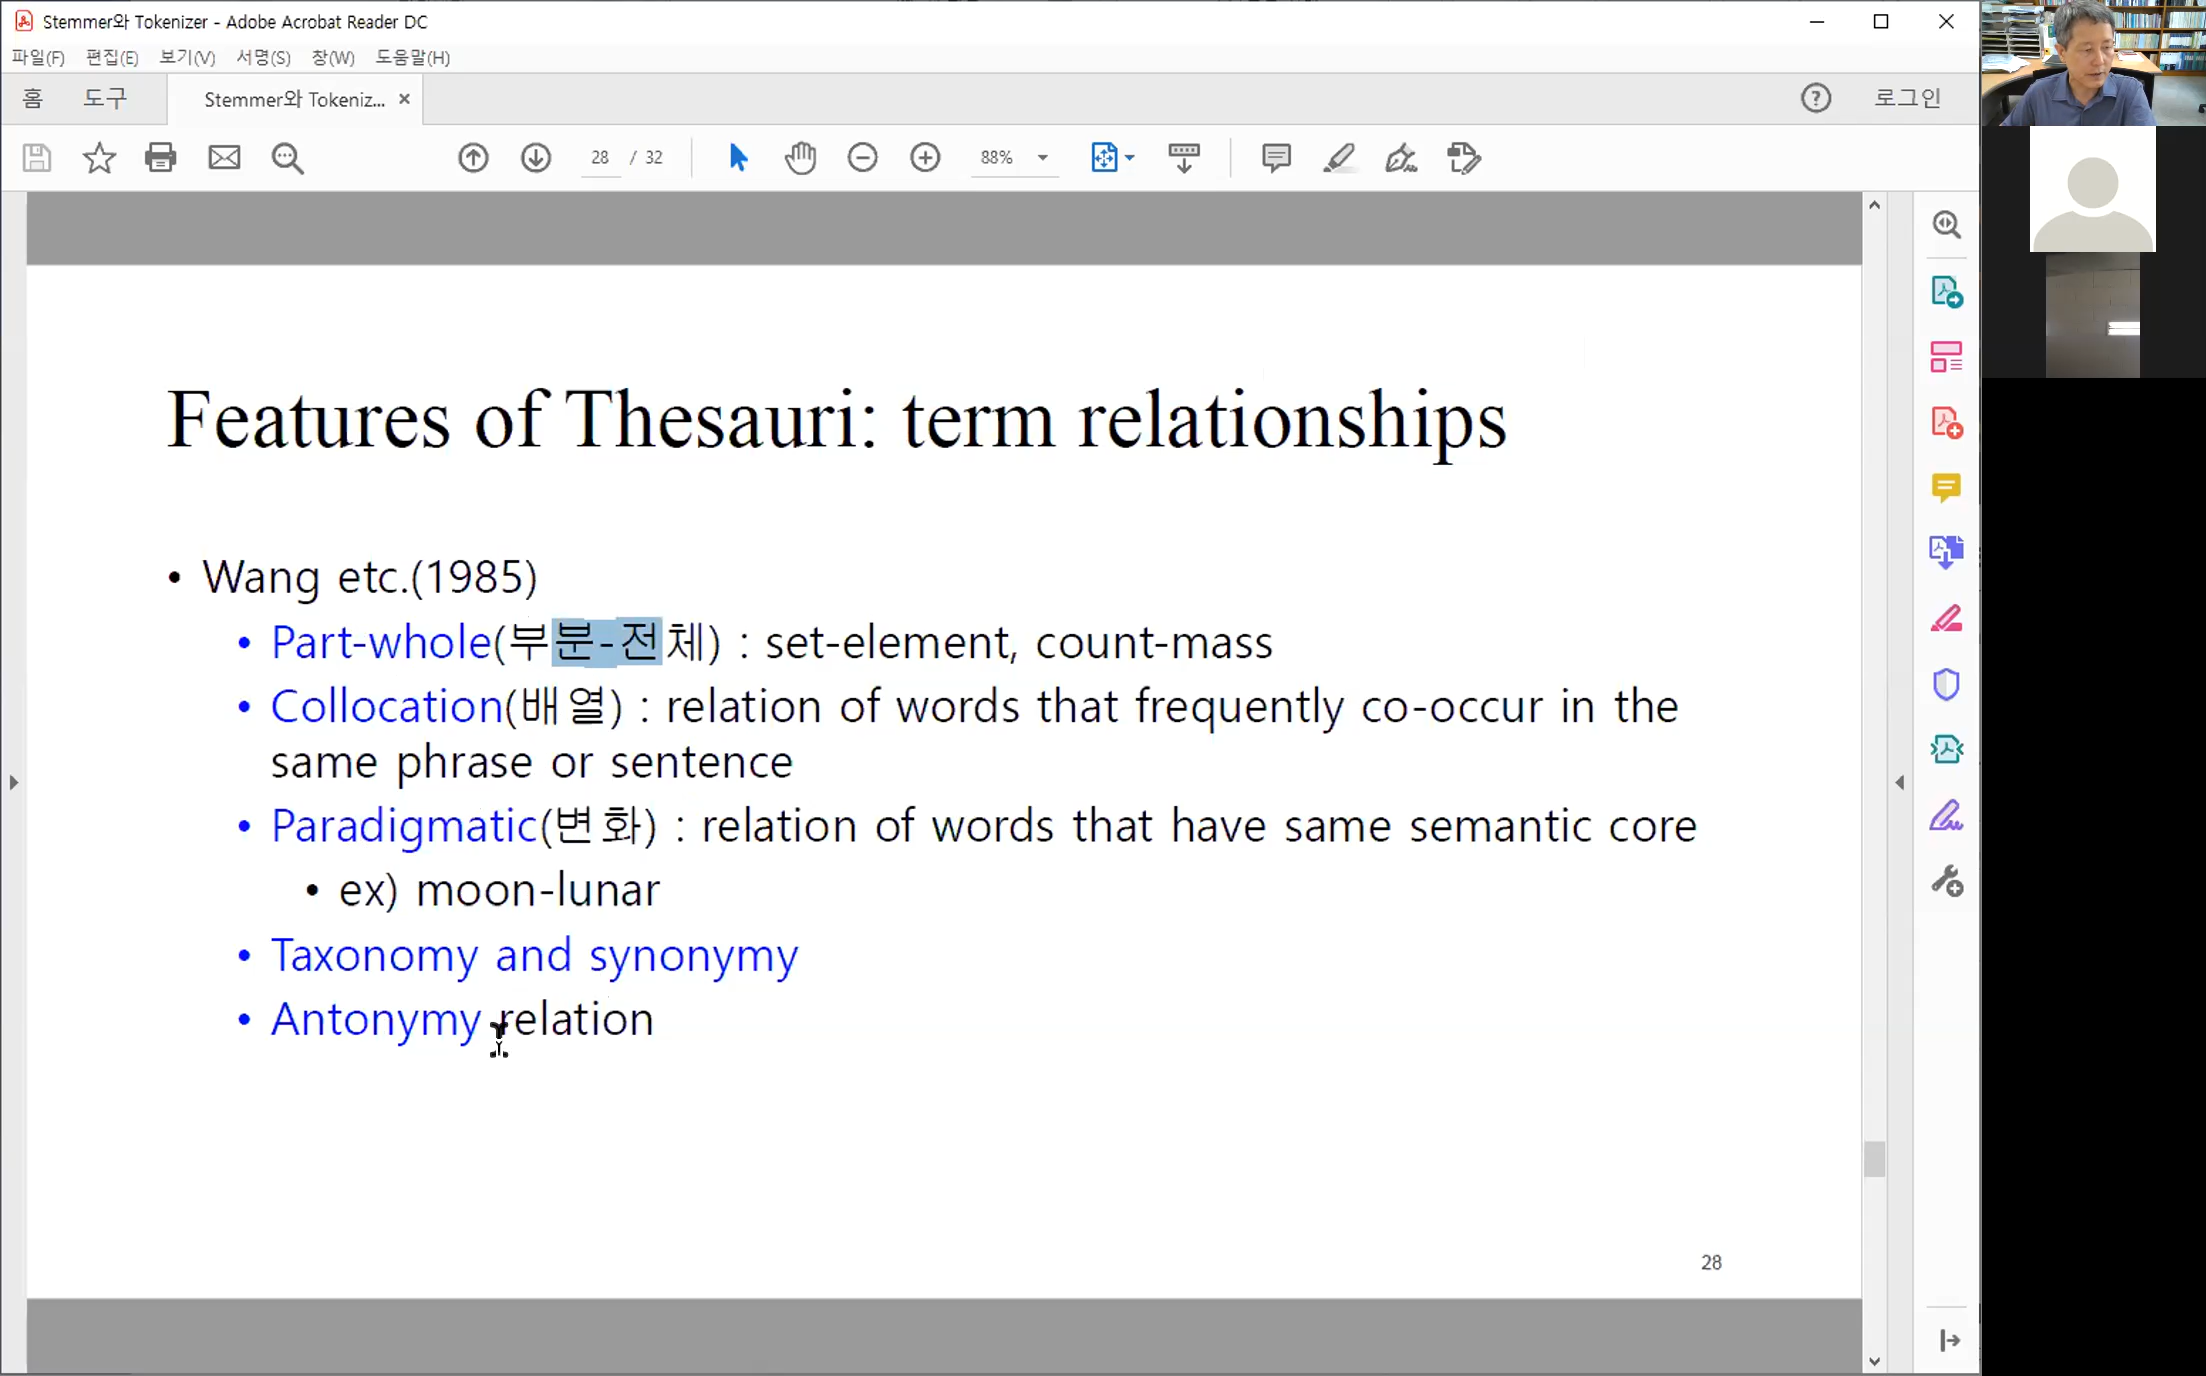 Stemmer와 Tokenizer - Adobe Acrobat Reader DC
파일(F) 편집(E) 보기(V) 서명(S) 창(W) 도움말(H)
홈 도구 Stemmer와 Tokeniz... 로그인
28 / 32 88%
Features of Thesauri: term relationships
• Wang etc.(1985)
• Part-whole(부분-전체) : set-element, count-mass
• Collocation(배열) : relation of words that frequently co-occur in the
same phrase or sentence
• Paradigmatic(변화) : relation of words that have same semantic core
• ex) moon-lunar
• Taxonomy and synonymy
• Antonymy relation
28